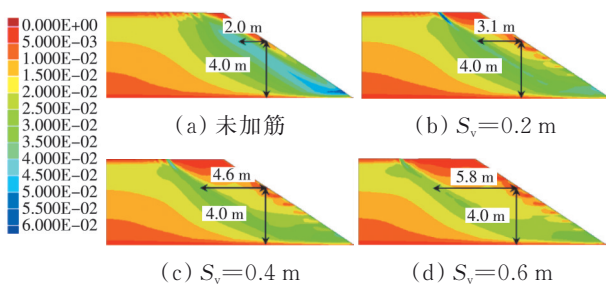 0.000E+00
5.000E-03
1.000E-02
1.500E-02
2.000E-02
2.500E-02
3.000E-02
3.500E-02
4.000E-02
4.500E-02
5.000E-02
5.500E-02
6.000E-02
2.0 m
4.0 m
(a) 未加筋
3.1 m
4.0 m
(b) Sᵥ=0.2 m
4.6 m
4.0 m
(c) Sᵥ=0.4 m
5.8 m
4.0 m
(d) Sᵥ=0.6 m